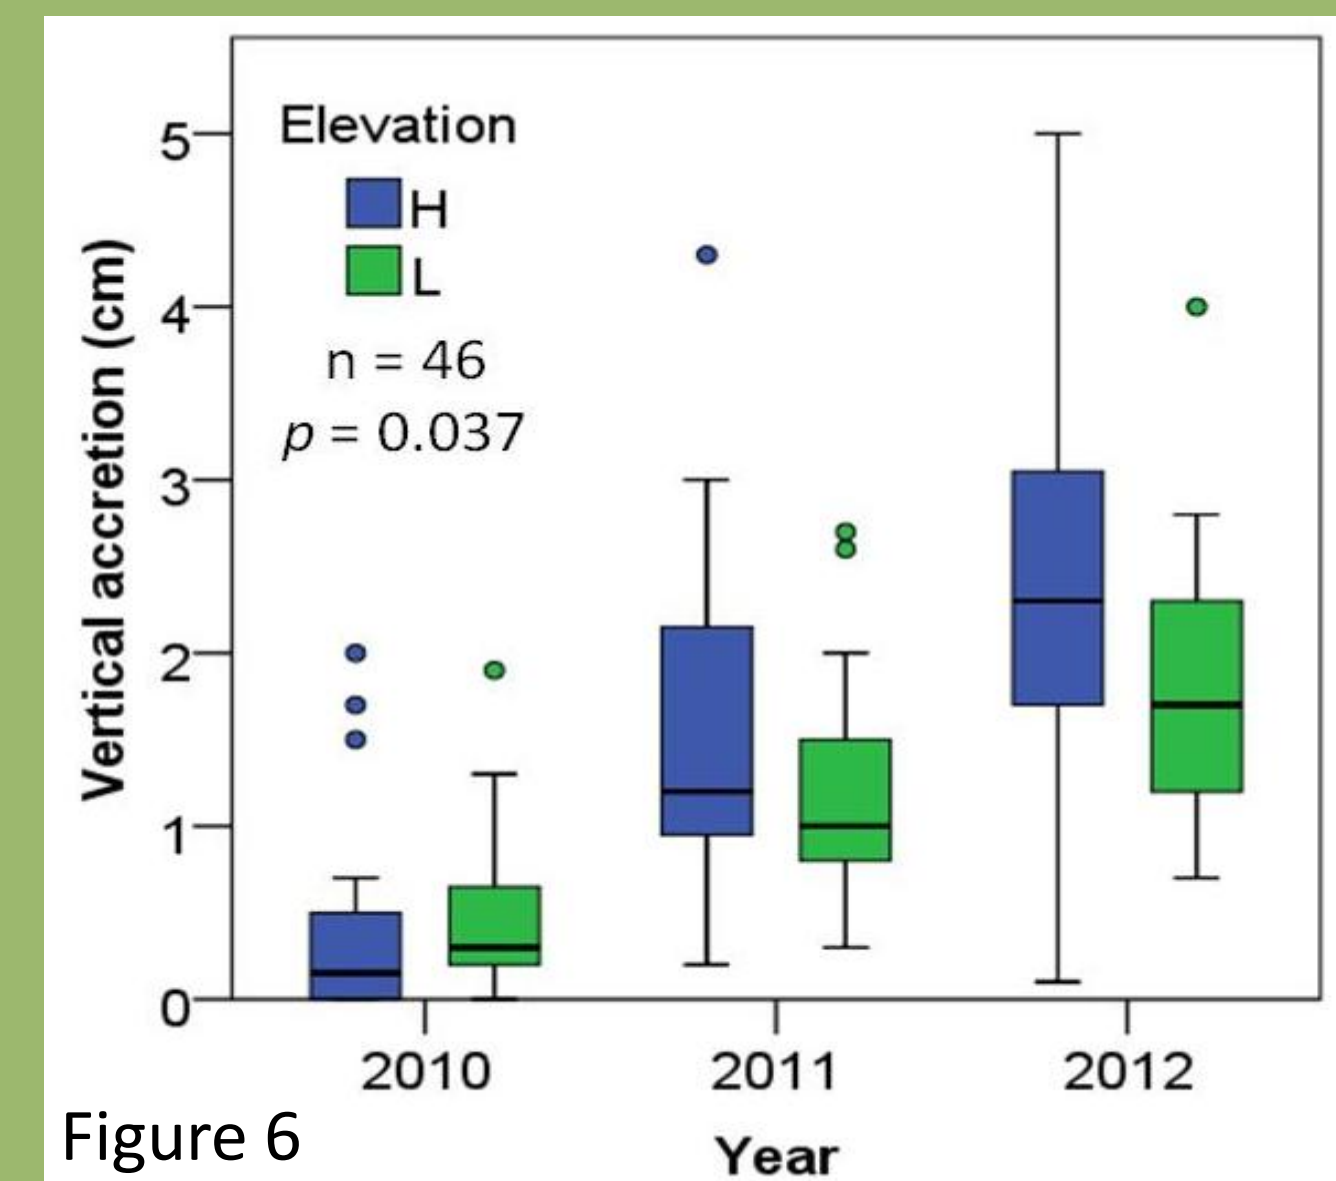 Elevation
H
L
n = 46
p = 0.037
Vertical accretion (cm)
5
4
3
2
1
0
2010 2011 2012
Year
Figure 6